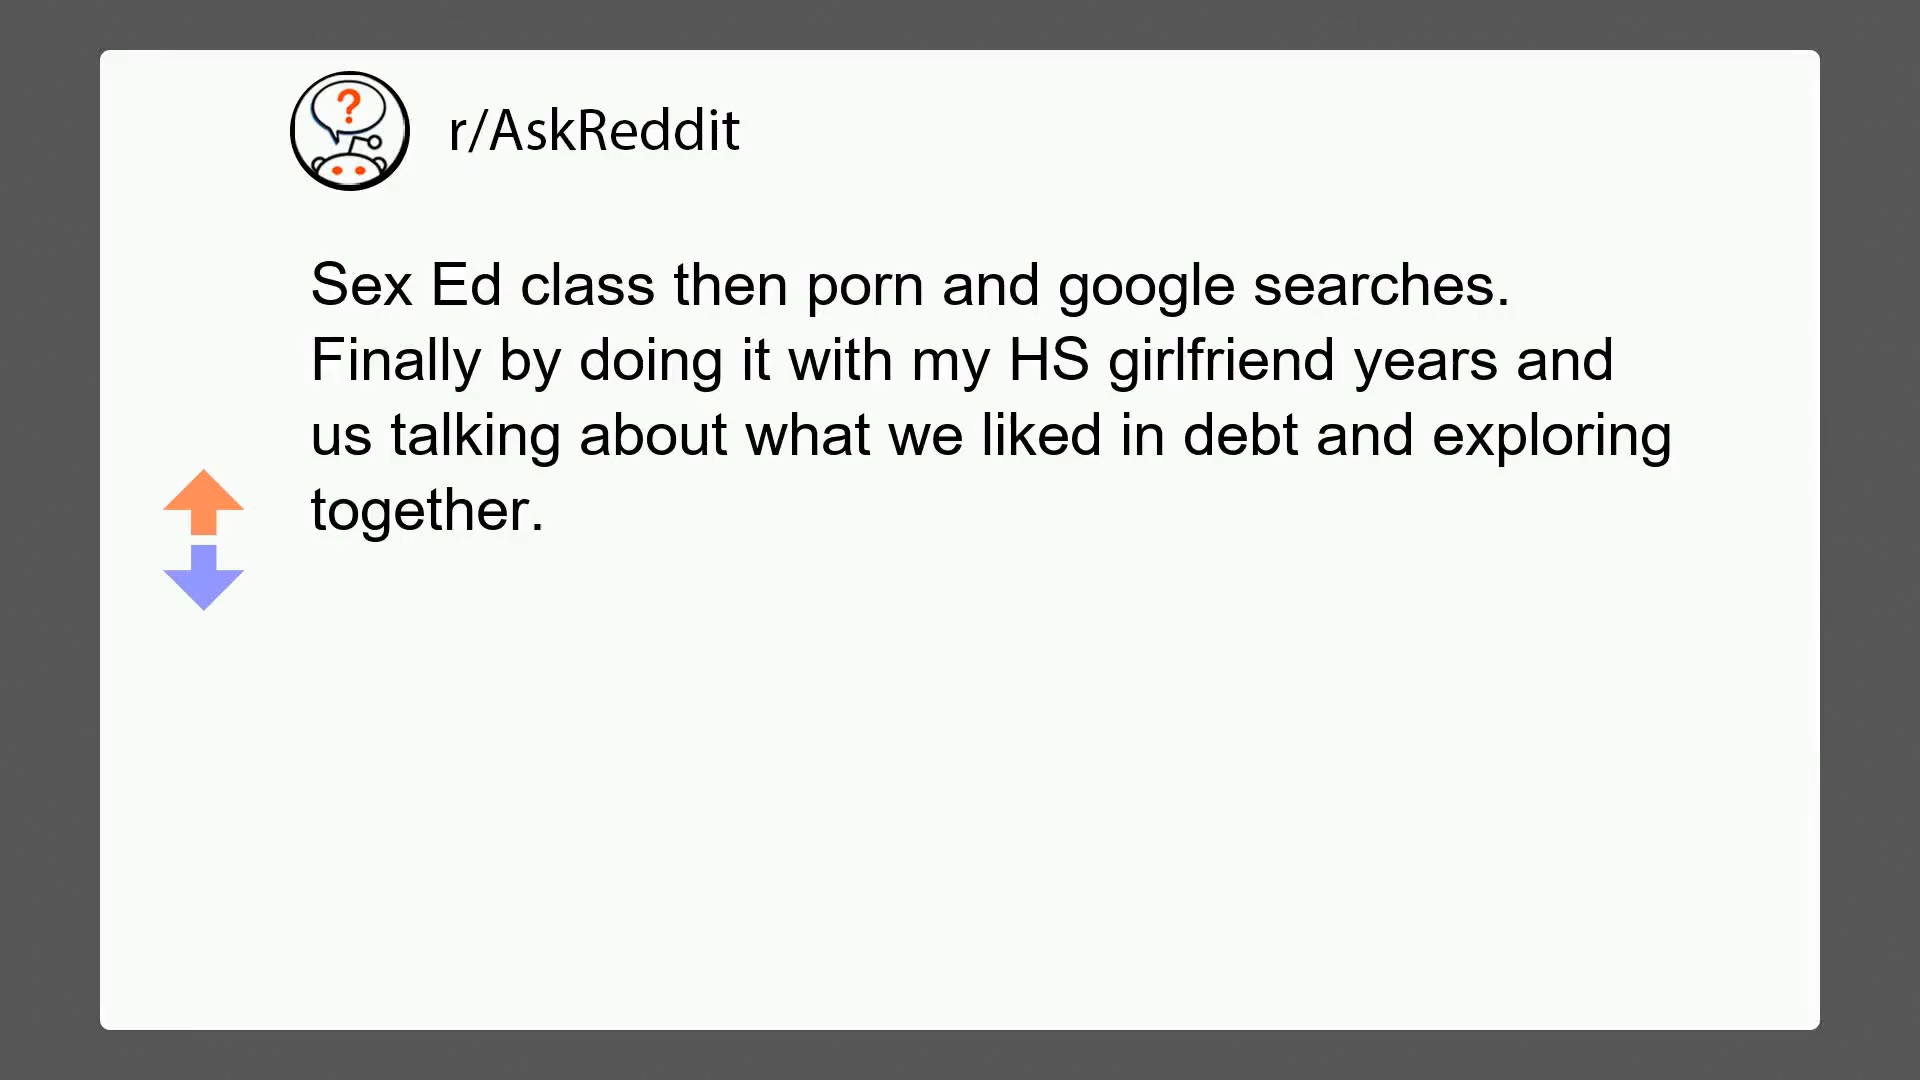 ?
r/AskReddit
Sex Ed class then porn and google searches.
Finally by doing it with my HS girlfriend years and
us talking about what we liked in debt and exploring
together.